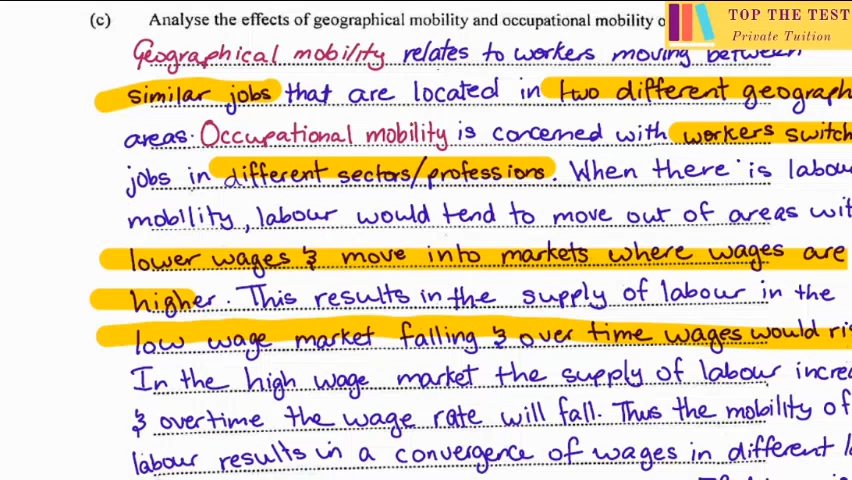 (c) Analyse the effects of geographical mobility and occupational mobility o
TOP THE TEST
Private Tuition
Geographical mobility relates to workers moving between
similar jobs that are located in two different geograph
areas. Occupational mobility is concerned with workers switch
jobs in different sectors/professions. When there is labou
mobility, labour would tend to move out of areas wit
lower wages & move into markets where wages are
higher. This results in the supply of labour in the
low wage market falling & over time wages would ris
In the high wage market the supply of labour increa
& overtime the wage rate will fall. Thus the mobility of
labour results in a convergence of wages in different l